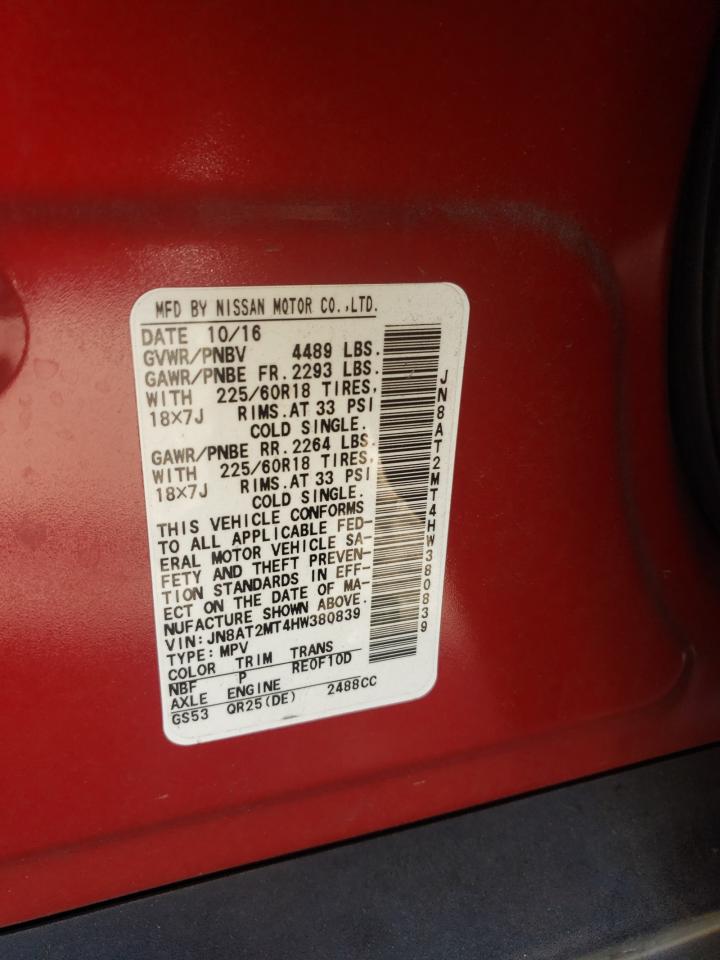 MFD BY NISSAN MOTOR CO.,LTD.
DATE 10/16
GVWR/PNBV 4489 LBS.
GAWR/PNBE FR. 2293 LBS.
WITH 225/60R18 TIRES,
18X7J RIMS.AT 33 PSI
COLD SINGLE.
GAWR/PNBE RR. 2264 LBS.
WITH 225/60R18 TIRES,
18X7J RIMS.AT 33 PSI
COLD SINGLE.
THIS VEHICLE CONFORMS
TO ALL APPLICABLE FED-
ERAL MOTOR VEHICLE SA-
FETY AND THEFT PREVEN-
TION STANDARDS IN EFF-
ECT ON THE DATE OF MA-
NUFACTURE SHOWN ABOVE.
VIN: JN8AT2MT4HW380839
TYPE: MPV
COLOR TRIM TRANS
NBF P RE0F10D
AXLE ENGINE
GS53 QR25(DE) 2488CC
JN8AT2MT4HW380839